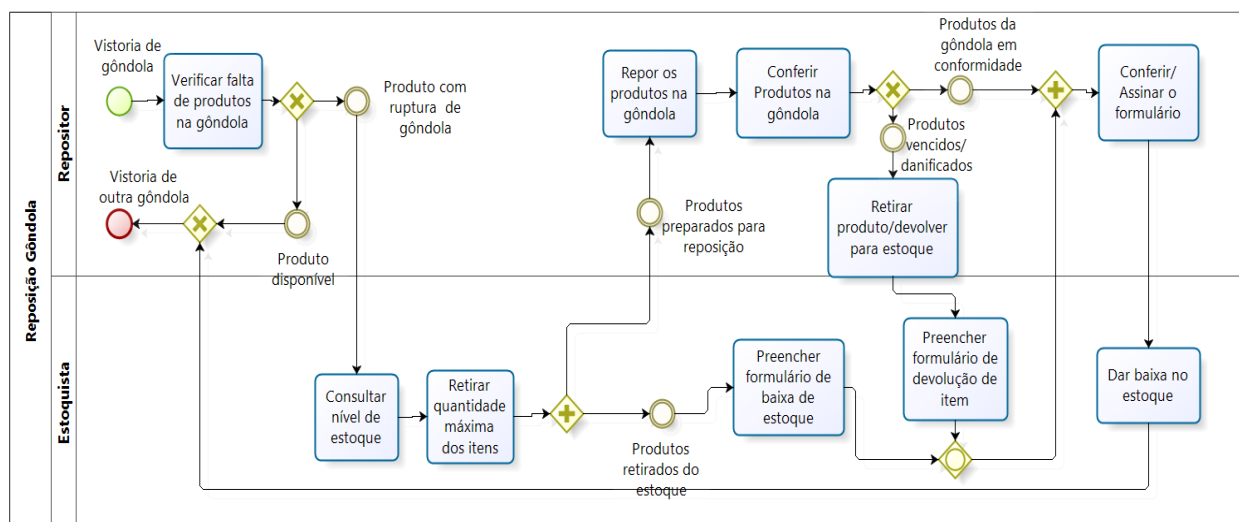 Reposição Gôndola
Repositor
Vistoria de
gôndola
Verificar falta
de produtos
na gôndola
Produto com
ruptura de
gôndola
Vistoria de
outra gôndola
Produto
disponível
Repor os
produtos na
gôndola
Conferir
Produtos na
gôndola
Produtos da
gôndola em
conformidade
Conferir/
Assinar o
formulário
Produtos
vencidos/
danificados
Produtos
preparados para
reposição
Retirar
produto/devolver
para estoque
Estoquista
Consultar
nível de
estoque
Retirar
quantidade
máxima
dos itens
Produtos
retirados do
estoque
Preencher
formulário de
baixa de
estoque
Preencher
formulário de
devolução de
item
Dar baixa no
estoque